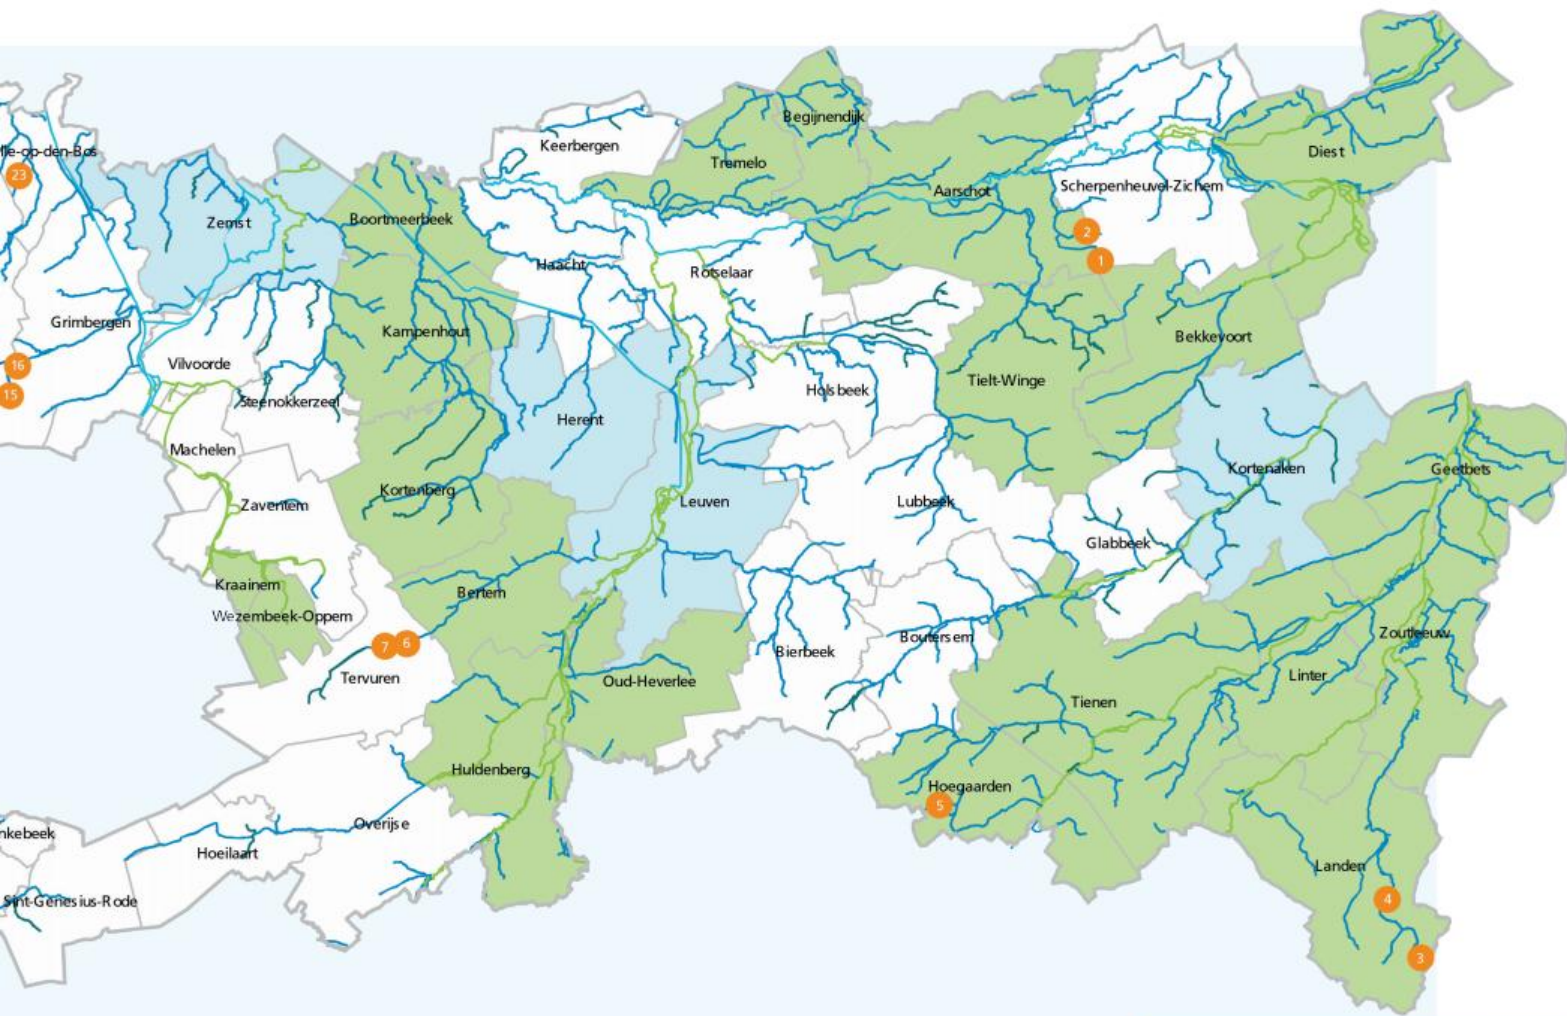 Begijnendijk
Keerbergen
lle-op-den-Bos
Diest
Tremelo
23
Scherpenheuvel-Zichem
Aarschot
Zemst
Boortmeerbeek
2
1
Haacht
Rotselaar
Grimbergen
Kampenhout
Bekkevoort
16
Vilvoorde
Tielt-Winge
15
Holsbeek
Steenokkerzeel
Herent
Machelen
Kortenaken
Geetbets
Kortenberg
Zaventem
Leuven
Lubbeek
Glabbeek
Kraainem
Bertem
Wezembeek-Oppem
7
6
Boutersem
Zoutleeuw
Bierbeek
Tervuren
Oud-Heverlee
Linter
Tienen
Huldenberg
Hoegaarden
5
Overijse
nkebeek
Hoeilaart
Landen
Sint-Genesius-Rode
4
3